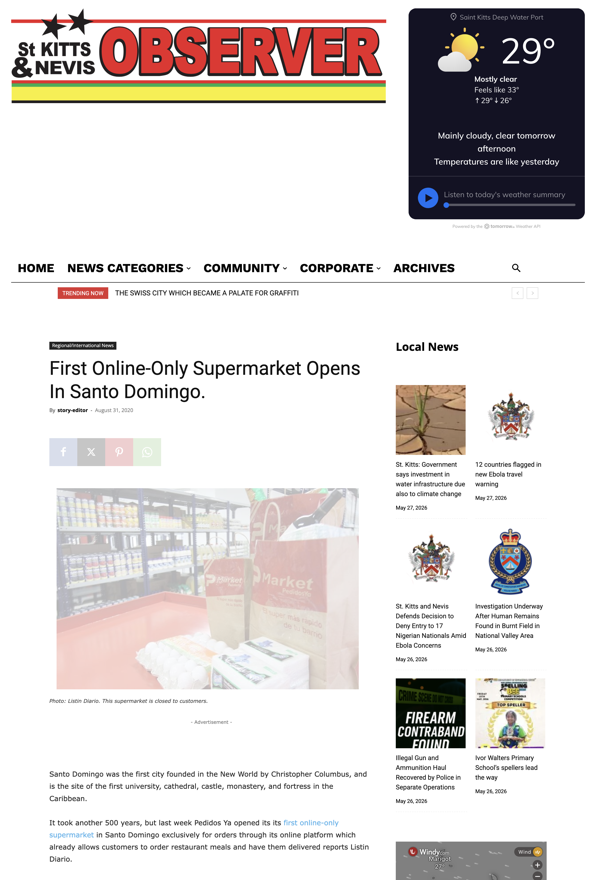 St KITTS
& NEVIS
OBSERVER
Saint Kitts Deep Water Port
29°
Mostly clear
Feels like 33°
↑ 29° ↓ 26°
Mainly cloudy, clear tomorrow
afternoon
Temperatures are like yesterday
Listen to today's weather summary
Powered by the tomorrow.io Weather API
HOME
NEWS CATEGORIES
COMMUNITY
CORPORATE
ARCHIVES
TRENDING NOW
THE SWISS CITY WHICH BECAME A PALATE FOR GRAFFITI
Regional/International News
First Online-Only Supermarket Opens
In Santo Domingo.
By story-editor - August 31, 2020
Market
Market
Photo: Listin Diario. This supermarket is closed to customers.
- Advertisement -
Santo Domingo was the first city founded in the New World by Christopher Columbus, and
is the site of the first university, cathedral, castle, monastery, and fortress in the
Caribbean.
It took another 500 years, but last week Pedidos Ya opened its its first online-only
supermarket in Santo Domingo exclusively for orders through its online platform which
already allows customers to order restaurant meals and have them delivered reports Listin
Diario.
Local News
St. Kitts: Government
says investment in
water infrastructure due
also to climate change
May 27, 2026
12 countries flagged in
new Ebola travel
warning
May 27, 2026
St. Kitts and Nevis
Defends Decision to
Deny Entry to 17
Nigerian Nationals Amid
Ebola Concerns
May 26, 2026
Investigation Underway
After Human Remains
Found in Burnt Field in
National Valley Area
May 26, 2026
CRIME SCENE
FIREARM
CONTRABAND
FOUND
Illegal Gun and
Ammunition Haul
Recovered by Police in
Separate Operations
May 26, 2026
SPELLING
TOP SPELLER
Ivor Walters Primary
School's spellers lead
the way
May 26, 2026
Windy.com
Wind
Marigot
27°
+
−